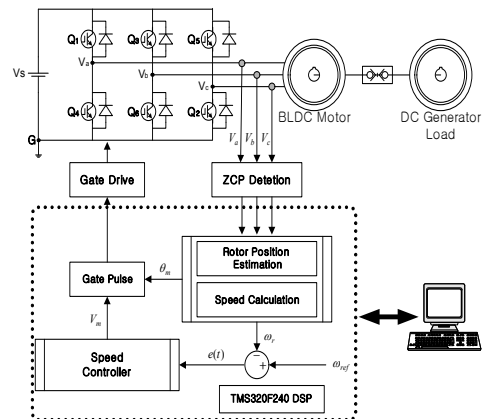 Q1
Q3
Q5
Vs
Va
Vb
Vc
Q4
Q6
Q2
G
BLDC Motor
DC Generator
Load
Va
Vb
Vc
Gate Drive
ZCP Detetion
Rotor Position
Estimation
Gate Pulse
θm
Speed Calculation
Vm
ωr
Speed
Controller
e(t)
−
+
ωref
TMS320F240 DSP